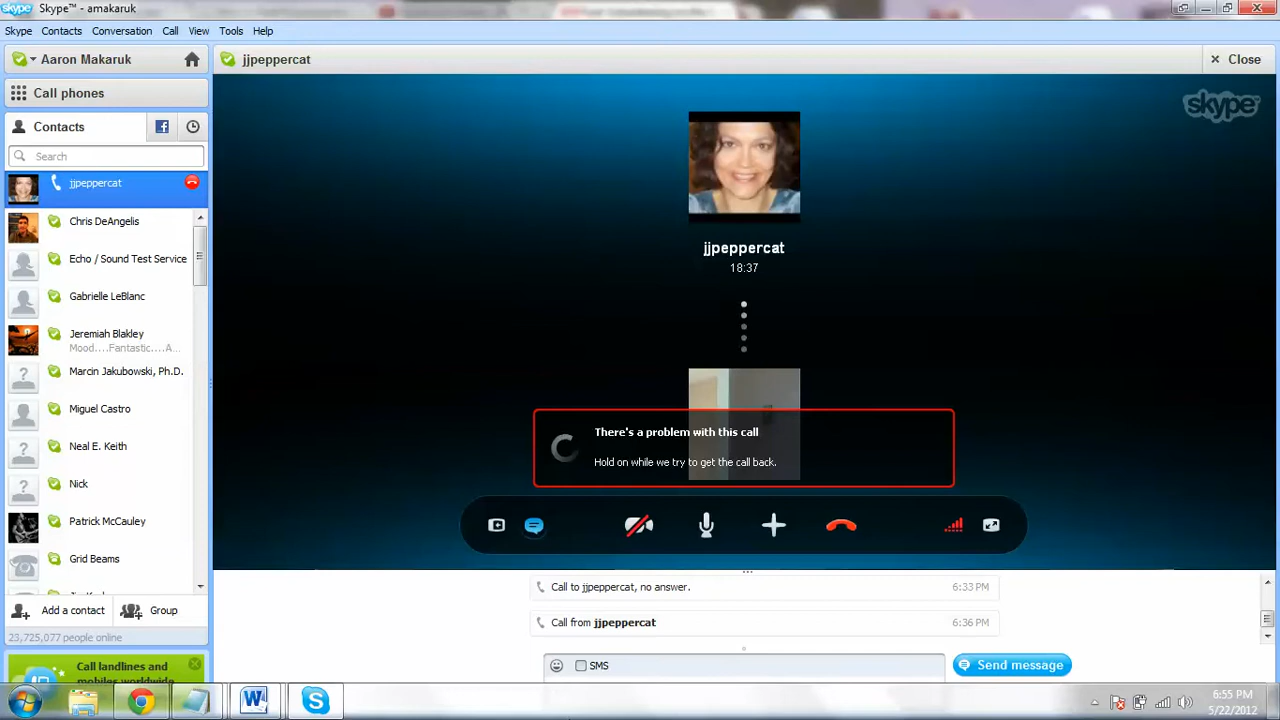 Skype™ - amakaruk
Skype Contacts Conversation Call View Tools Help
Aaron Makaruk
jjpeppercat
Close
Call phones
skype
Contacts
Search
jjpeppercat
Chris DeAngelis
Echo / Sound Test Service
Gabrielle LeBlanc
Jeremiah Blakley
Mood....Fantastic....A...
Marcin Jakubowski, Ph.D.
Miguel Castro
Neal E. Keith
Nick
Patrick McCauley
Grid Beams
Add a contact
Group
23,725,077 people online
Call landlines and
mobiles worldwide
jjpeppercat
18:37
There's a problem with this call
Hold on while we try to get the call back.
Call to jjpeppercat, no answer.
6:33 PM
Call from jjpeppercat
6:36 PM
SMS
Send message
6:55 PM
5/22/2012